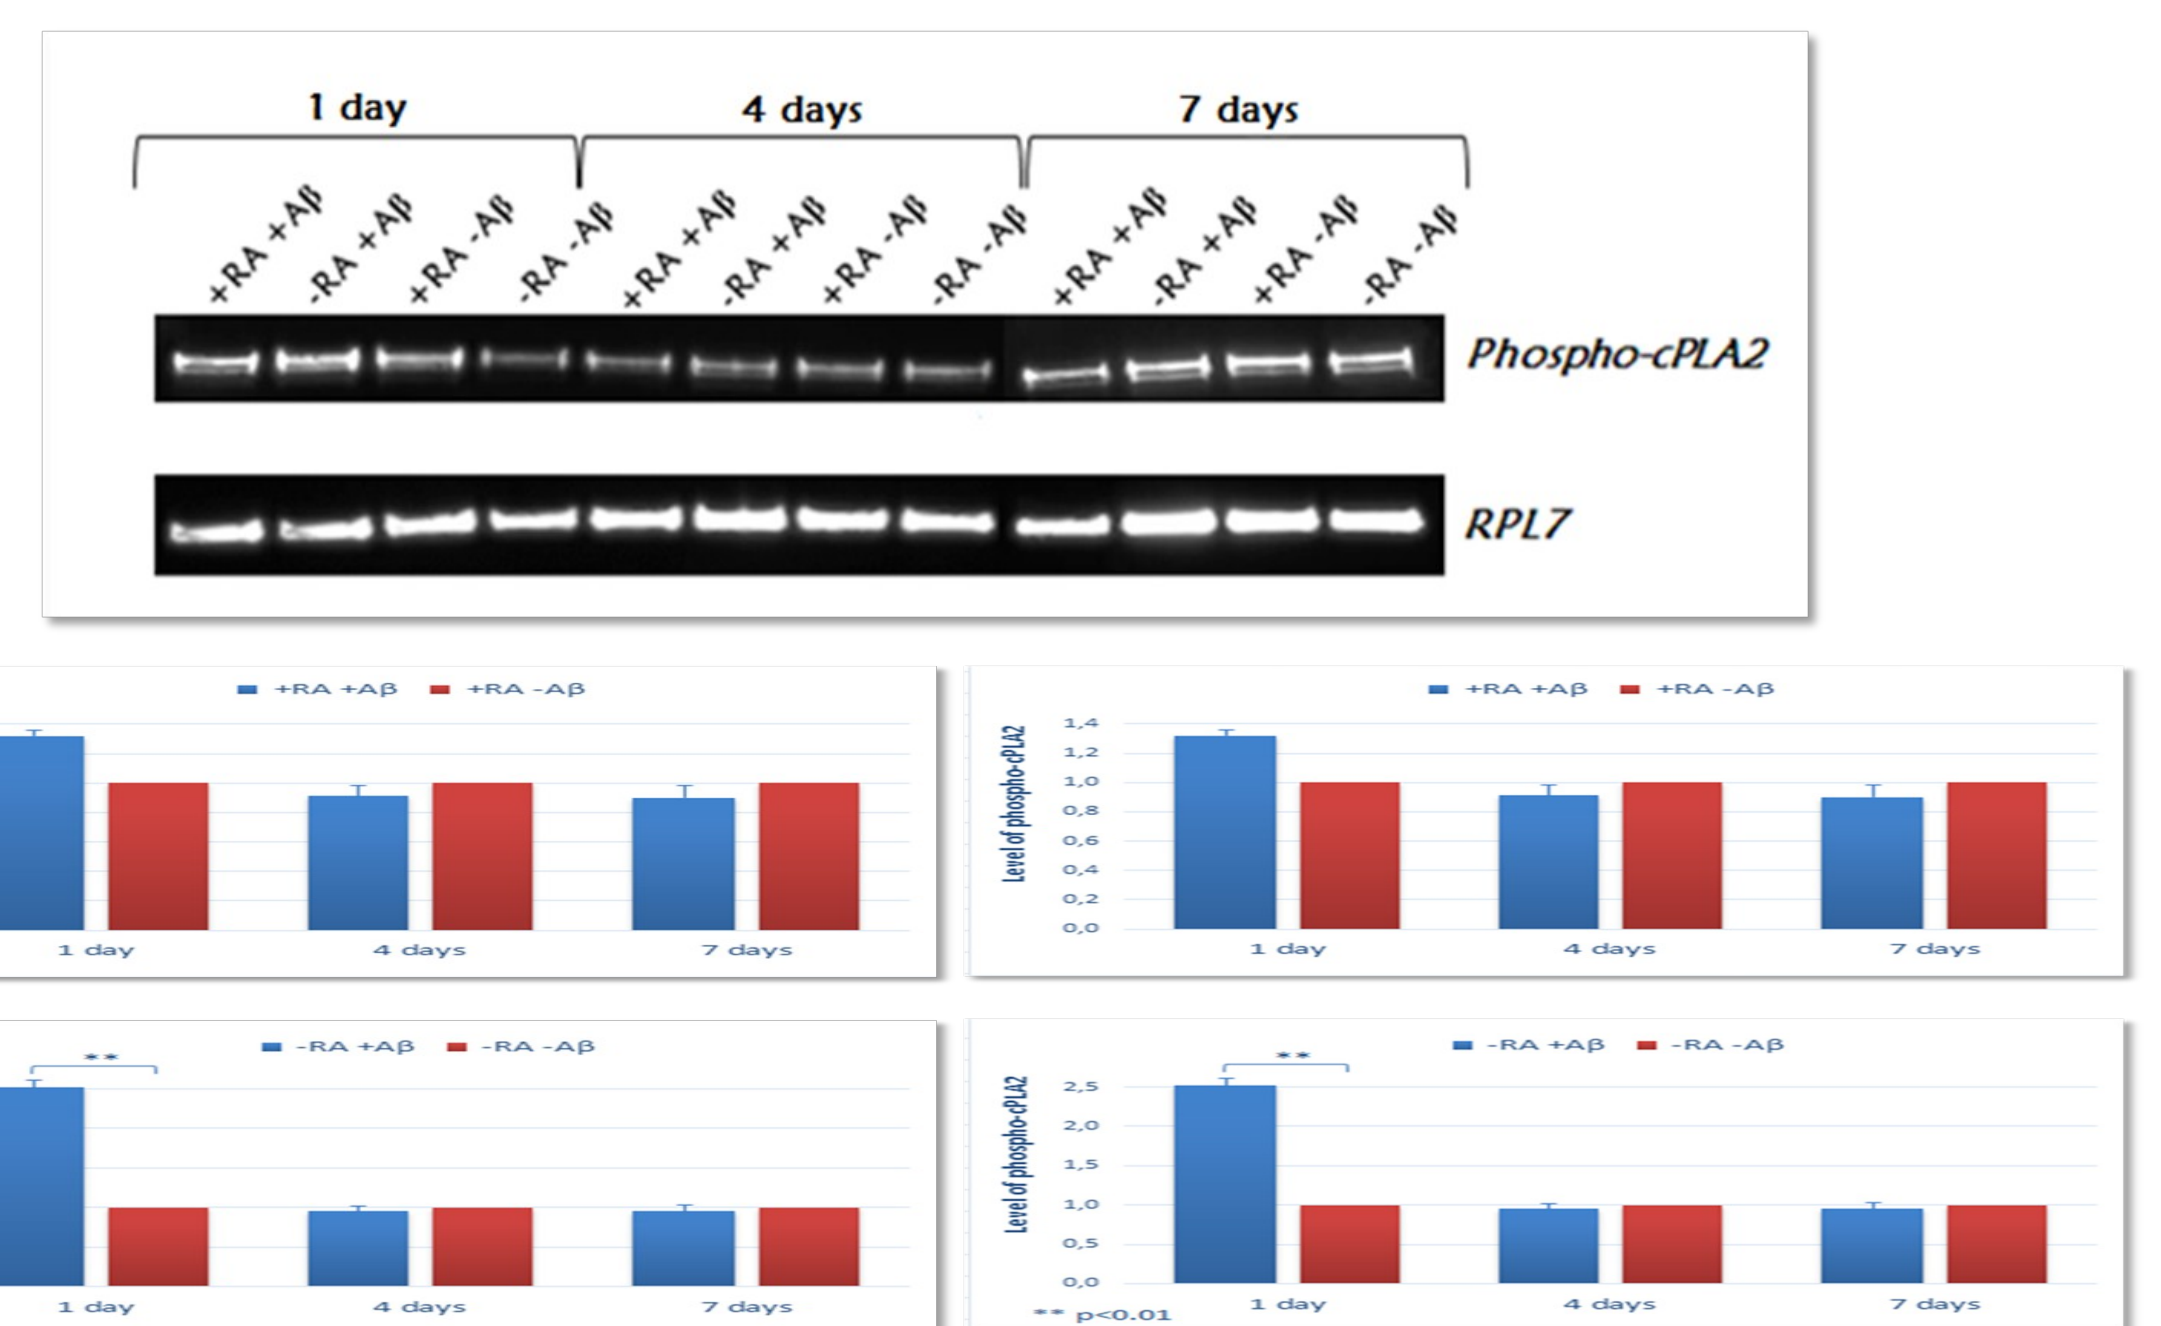 1 day 4 days 7 days
+RA +Aβ -RA +Aβ +RA -Aβ -RA -Aβ +RA +Aβ -RA +Aβ +RA -Aβ -RA -Aβ +RA +Aβ -RA +Aβ +RA -Aβ -RA -Aβ
Phospho-cPLA2
RPL7
+RA +Aβ +RA -Aβ
1 day 4 days 7 days
+RA +Aβ +RA -Aβ
Level of phospho-cPLA2
1,4
1,2
1,0
0,8
0,6
0,4
0,2
0,0
1 day 4 days 7 days
-RA +Aβ -RA -Aβ
**
1 day 4 days 7 days
-RA +Aβ -RA -Aβ
**
Level of phospho-cPLA2
2,5
2,0
1,5
1,0
0,5
0,0
1 day 4 days 7 days
** p<0.01